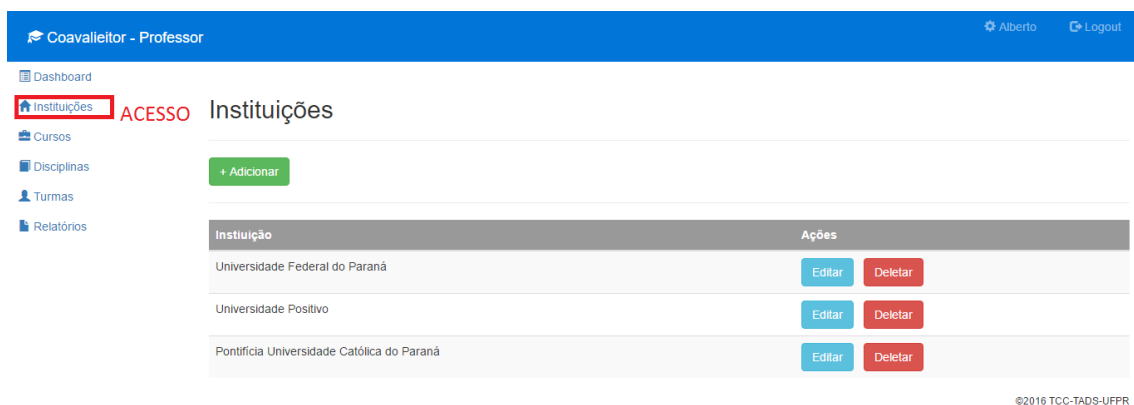 Coavalieitor - Professor
Alberto
Logout
Dashboard
Instituições
ACESSO
Cursos
Disciplinas
Turmas
Relatórios
Instituições
+ Adicionar
Instiuição Ações
Universidade Federal do Paraná Editar Deletar
Universidade Positivo Editar Deletar
Pontifícia Universidade Católica do Paraná Editar Deletar
©2016 TCC-TADS-UFPR